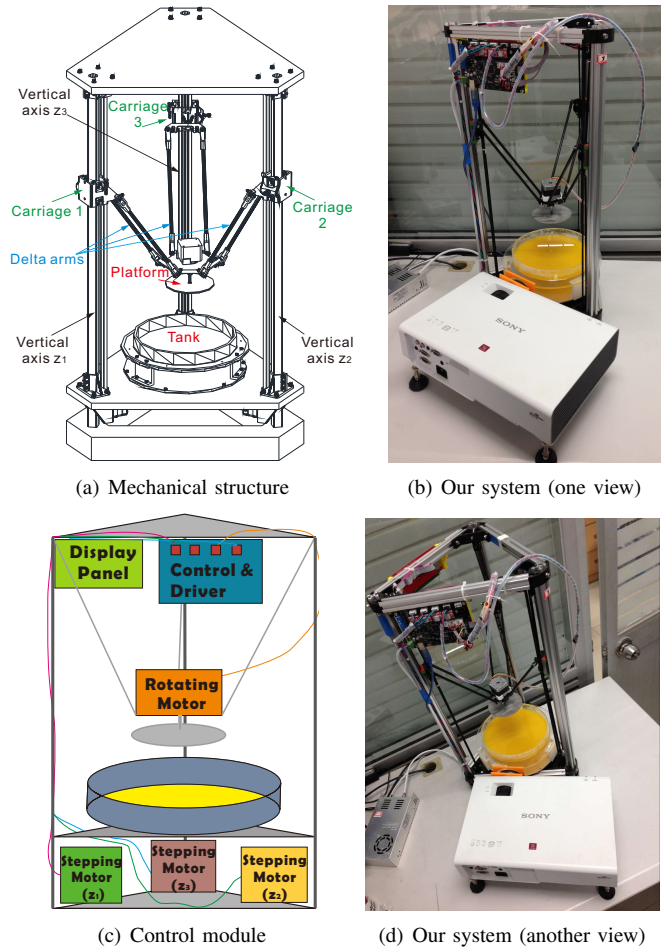 Vertical
axis z3
Carriage
3
Carriage 1
Carriage
2
Delta arms
Platform
Tank
Vertical
axis z1
Vertical
axis z2
(a) Mechanical structure
SONY
(b) Our system (one view)
Display
Panel
Control &
Driver
Rotating
Motor
Stepping
Motor
(z1)
Stepping
Motor
(z3)
Stepping
Motor
(z2)
(c) Control module
SONY
(d) Our system (another view)